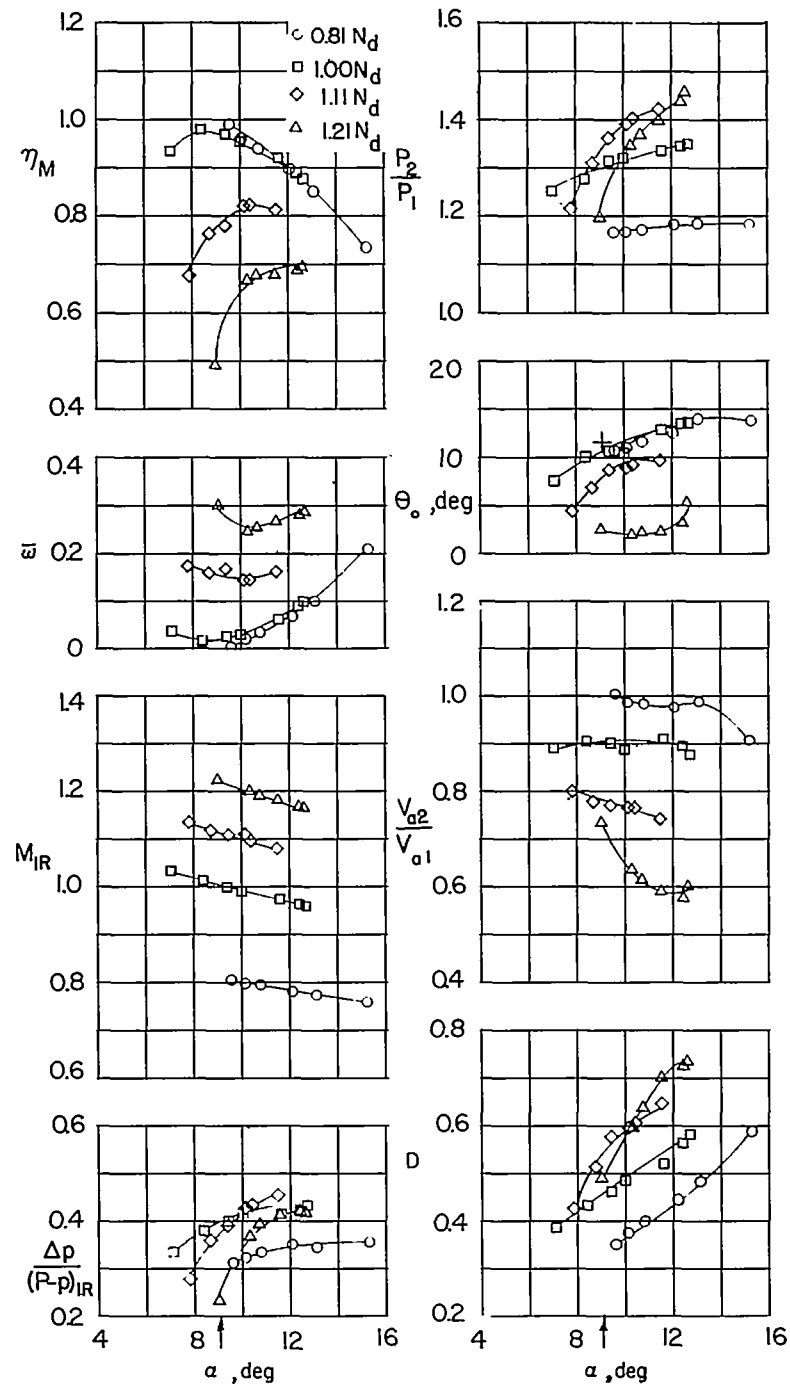 1.2
1.0
η_M
0.8
0.6
0.4
○ 0.81 N_d
□ 1.00 N_d
◇ 1.11 N_d
△ 1.21 N_d
1.6
1.4
P_2
P_1
1.2
1.0
0.4
ω̄
0.2
0
20
10
θ_o, deg
0
1.4
1.2
M_IR
1.0
0.8
0.6
1.2
1.0
V_a2
V_a1
0.8
0.6
0.4
0.6
0.4
Δp
(P-p)_IR
0.2
4 8 12 16
α, deg
0.8
D
0.6
0.4
0.2
4 8 12 16
α, deg